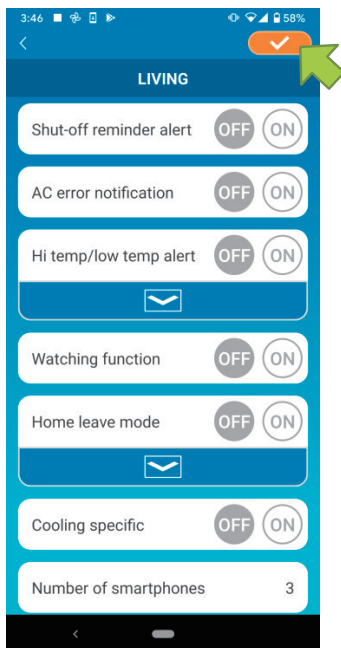 3:46 58%
LIVING
Shut-off reminder alert OFF ON
AC error notification OFF ON
Hi temp/low temp alert OFF ON
Watching function OFF ON
Home leave mode OFF ON
Cooling specific OFF ON
Number of smartphones 3